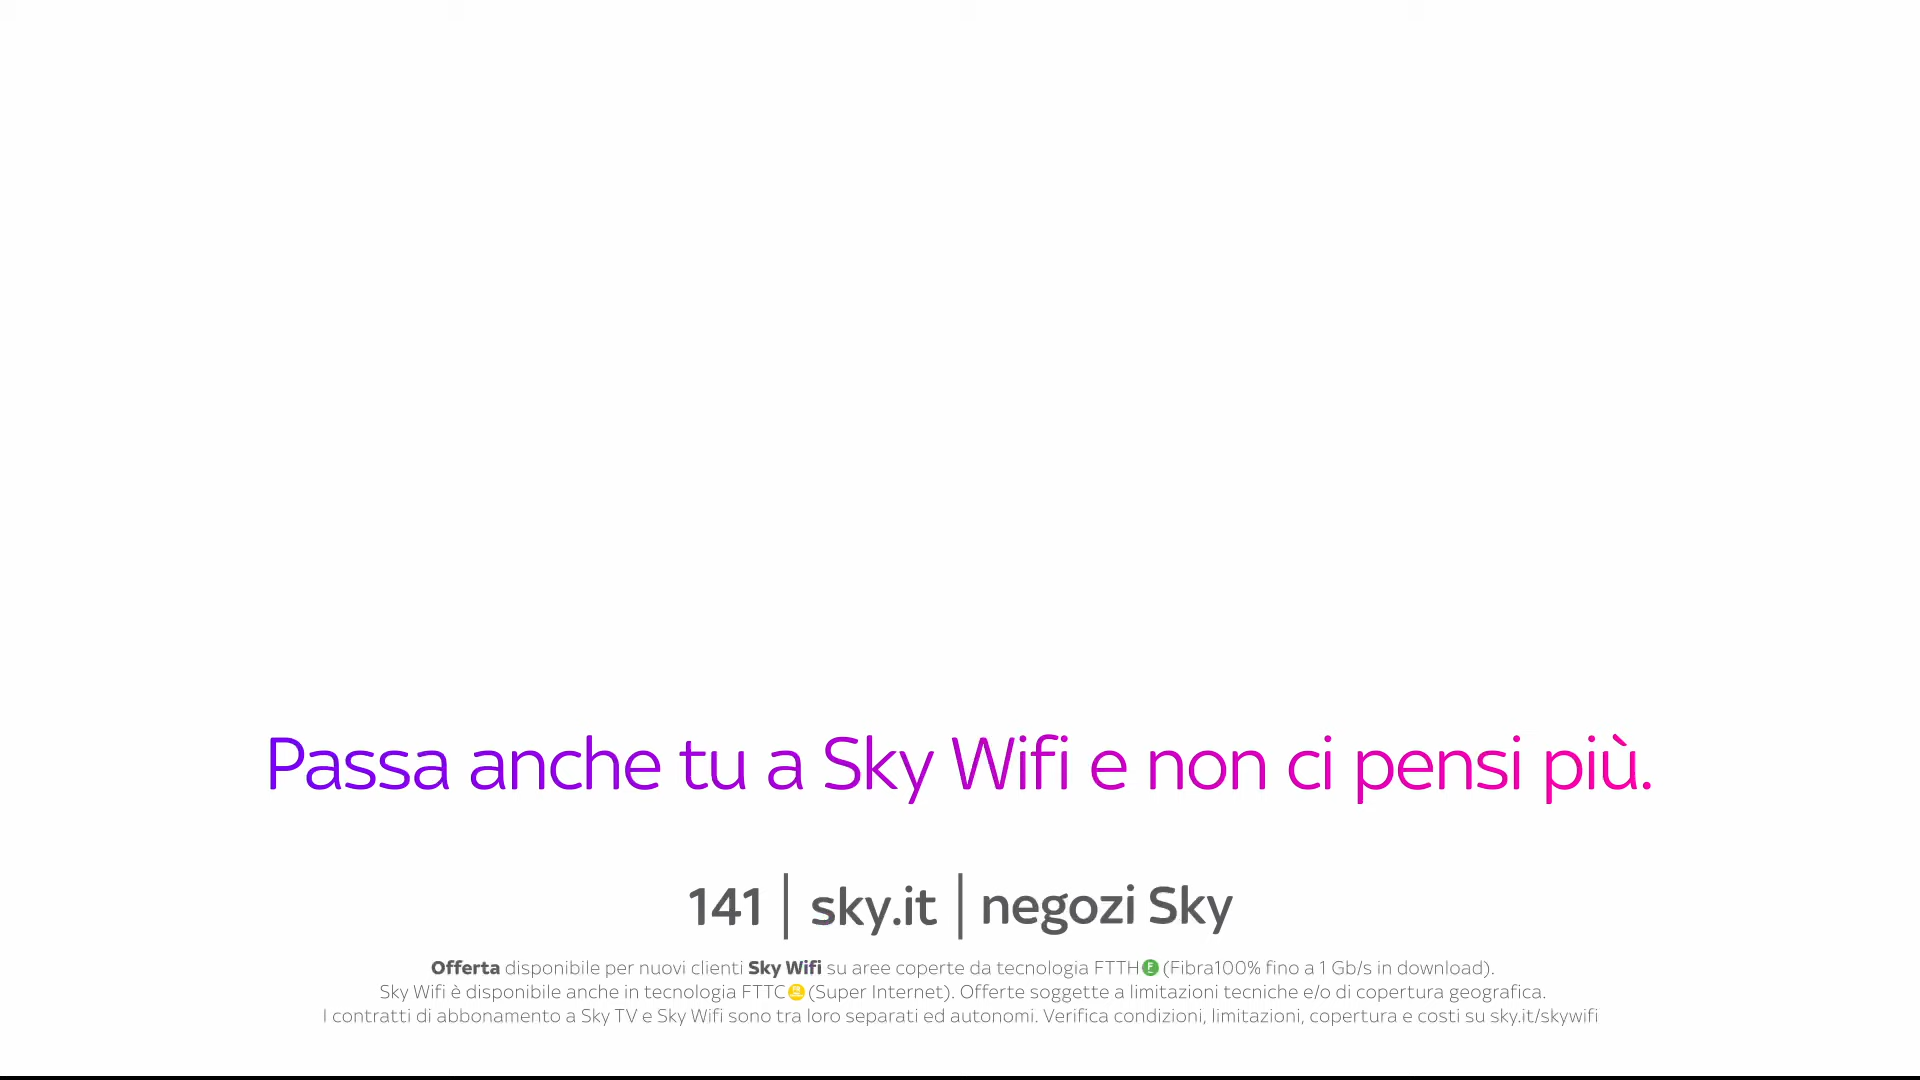 Passa anche tu a Sky Wifi e non ci pensi più.
141 | sky.it | negozi Sky
Offerta disponibile per nuovi clienti Sky Wifi su aree coperte da tecnologia FTTH F (Fibra100% fino a 1 Gb/s in download).
Sky Wifi è disponibile anche in tecnologia FTTC (Super Internet). Offerte soggette a limitazioni tecniche e/o di copertura geografica.
I contratti di abbonamento a Sky TV e Sky Wifi sono tra loro separati ed autonomi. Verifica condizioni, limitazioni, copertura e costi su sky.it/skywifi